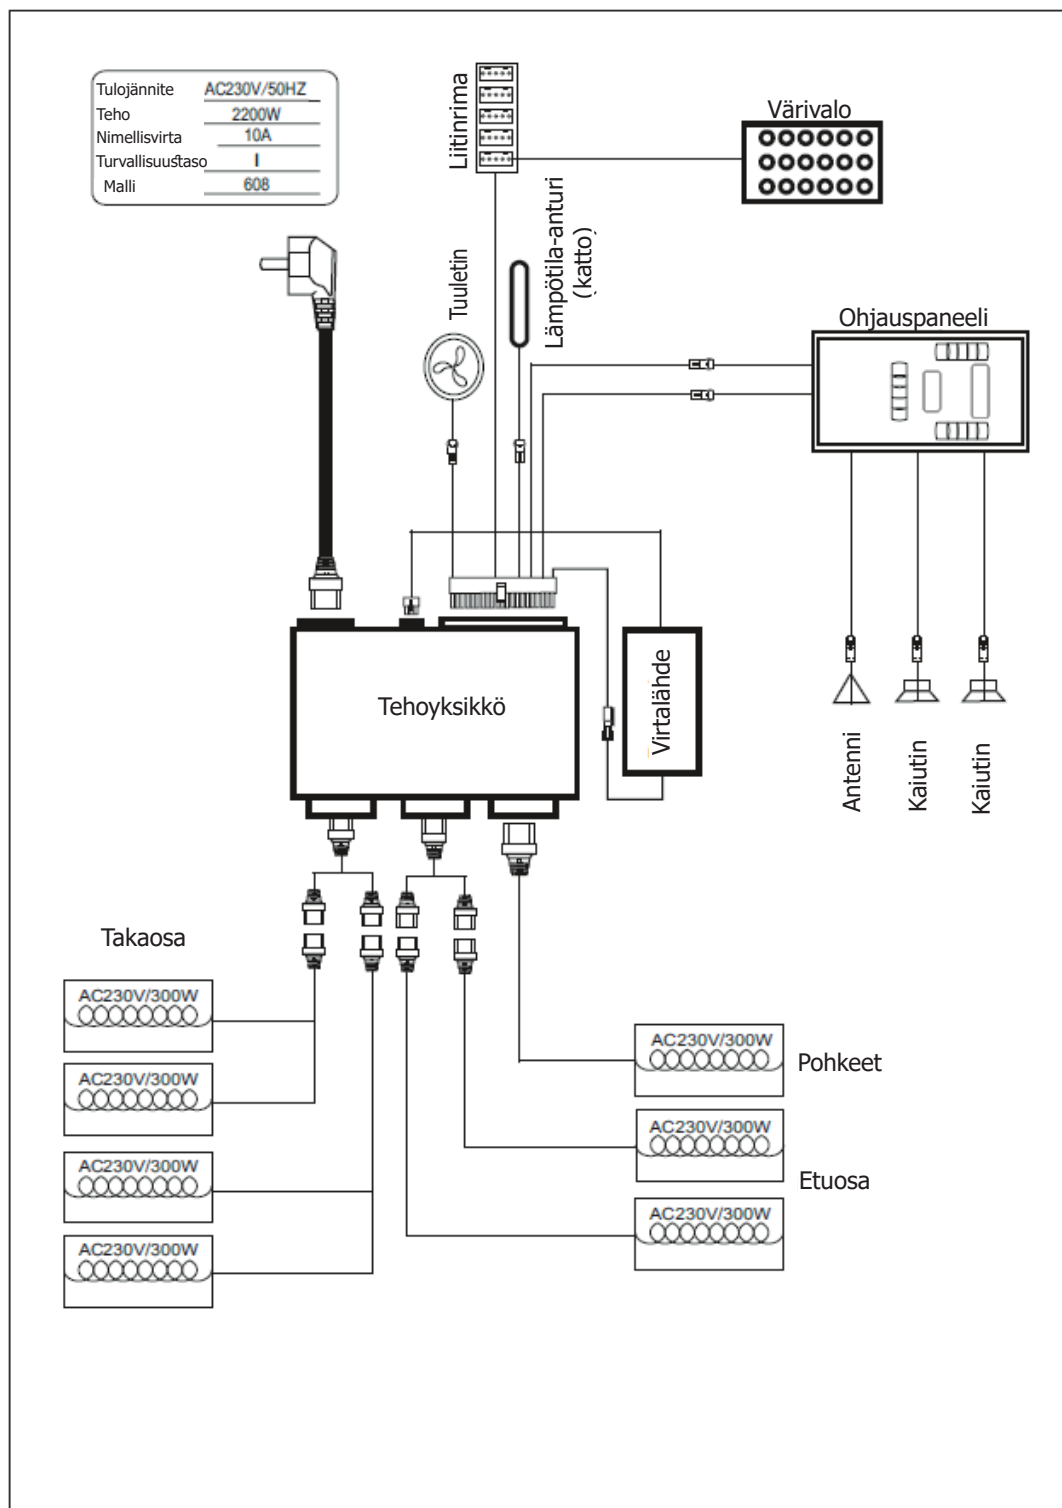 Tulojännite AC230V/50HZ
Teho 2200W
Nimellisvirta 10A
Turvallisuustaso I
Malli 608
Liitinrima
Värivalo
Tuuletin
Lämpötila-anturi
(katto)
Ohjauspaneeli
Tehoyksikkö
Virtalähde
Antenni
Kaiutin
Kaiutin
Takaosa
AC230V/300W
AC230V/300W
AC230V/300W
AC230V/300W
AC230V/300W
Pohkeet
AC230V/300W
Etuosa
AC230V/300W